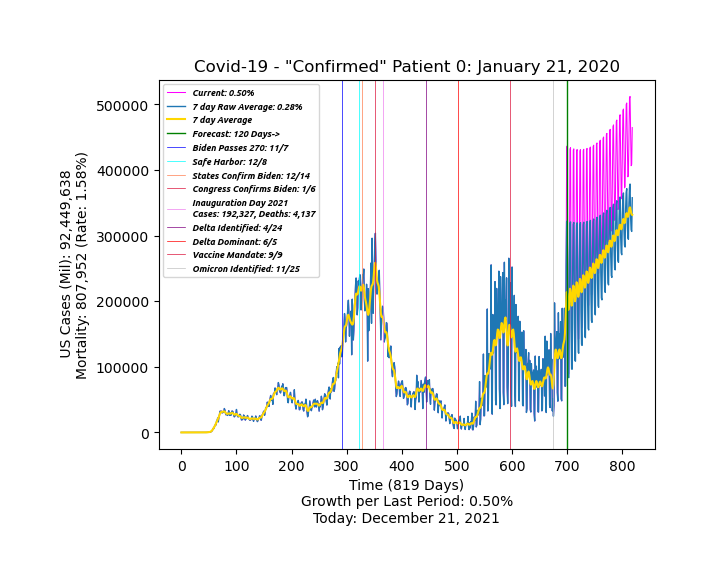 Covid-19 - "Confirmed" Patient 0: January 21, 2020
Current: 0.50%
7 day Raw Average: 0.28%
7 day Average
Forecast: 120 Days->
Biden Passes 270: 11/7
Safe Harbor: 12/8
States Confirm Biden: 12/14
Congress Confirms Biden: 1/6
Inauguration Day 2021
Cases: 192,327, Deaths: 4,137
Delta Identified: 4/24
Delta Dominant: 6/5
Vaccine Mandate: 9/9
Omicron Identified: 11/25
US Cases (Mil): 92,449,638
Mortality: 807,952 (Rate: 1.58%)
500000
400000
300000
200000
100000
0
0 100 200 300 400 500 600 700 800
Time (819 Days)
Growth per Last Period: 0.50%
Today: December 21, 2021